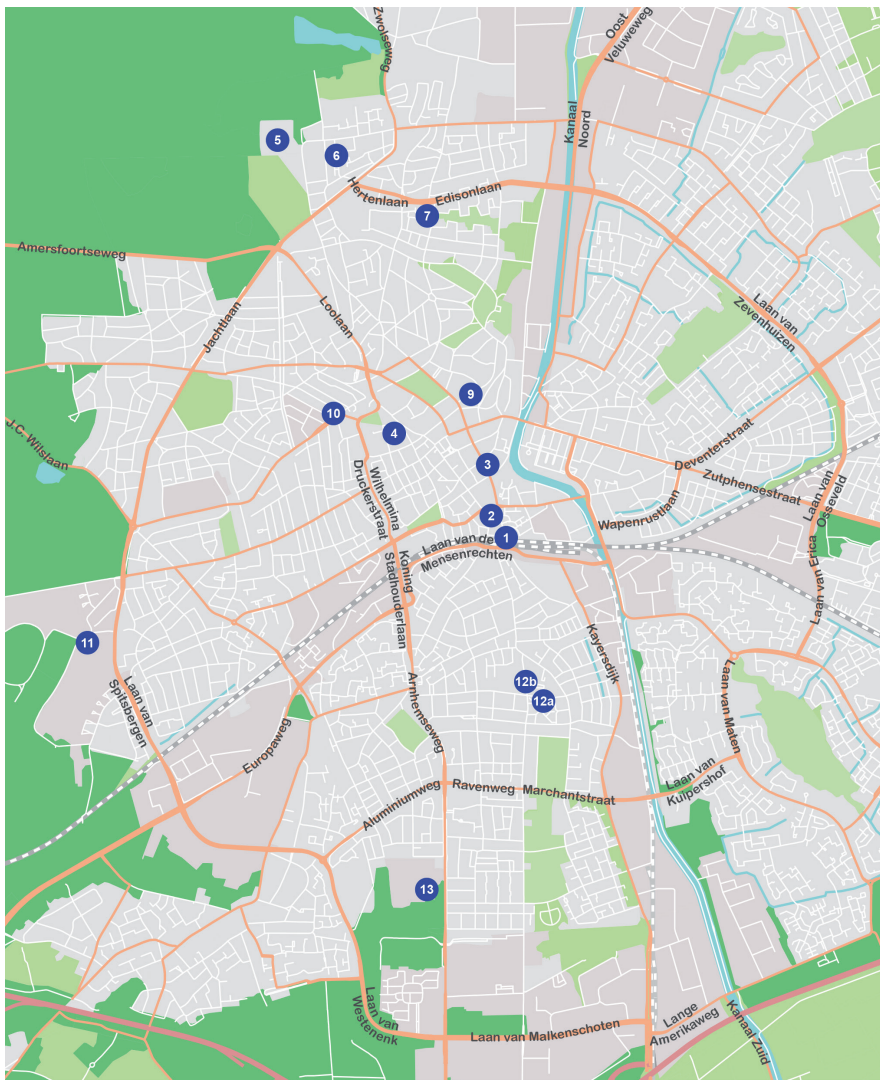 Zwolseweg
Oost
Veluweweg
Kanaal
Noord
5
6
Hertenlaan
Edisonlaan
7
Amersfoortseweg
Jachtlaan
Loolaan
Laan van
Zevenhuizen
9
10
4
J.C. Wilslaan
3
Deventerstraat
Zutphensestraat
Wilhelmina
Druckerstraat
2
Wapenrustlaan
Laan van
Osseveld
1
Laan van de
Mensenrechten
Koning
Stadhouderlaan
Laan van Erica
11
Kayersdijk
12b
12a
Laan van
Spitsbergen
Arnhemseweg
Laan van Maten
Europaweg
Laan van
Kuipershof
Aluminiumweg
Ravenweg
Marchantstraat
13
Laan van
Westenenk
Laan van Malkenschoten
Lange
Amerikaweg
Kanaal Zuid